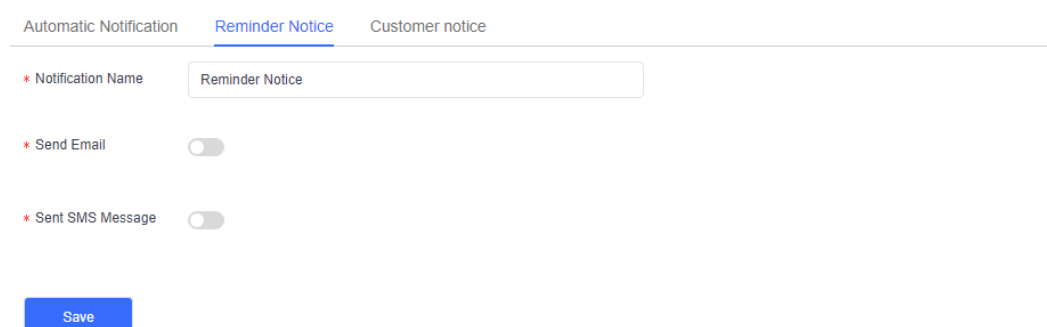 Automatic Notification Reminder Notice Customer notice
* Notification Name Reminder Notice
* Send Email
* Sent SMS Message
Save